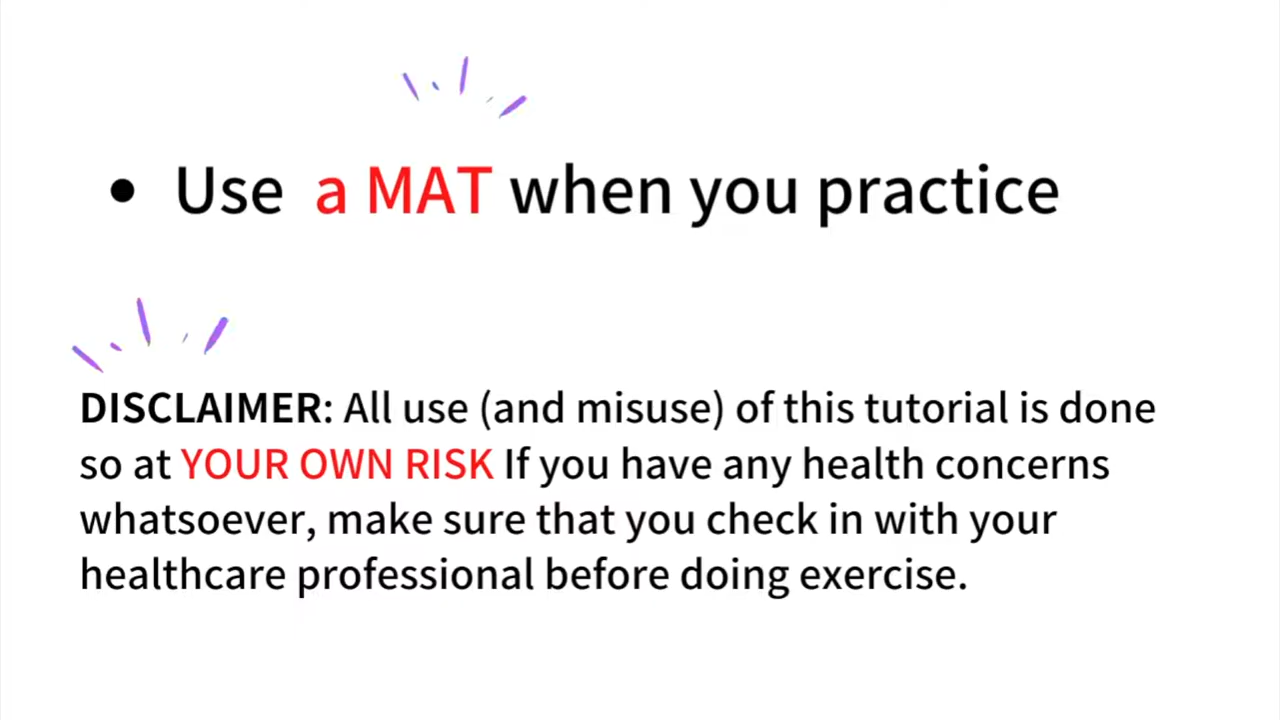 • Use a MAT when you practice
DISCLAIMER: All use (and misuse) of this tutorial is done
so at YOUR OWN RISK If you have any health concerns
whatsoever, make sure that you check in with your
healthcare professional before doing exercise.